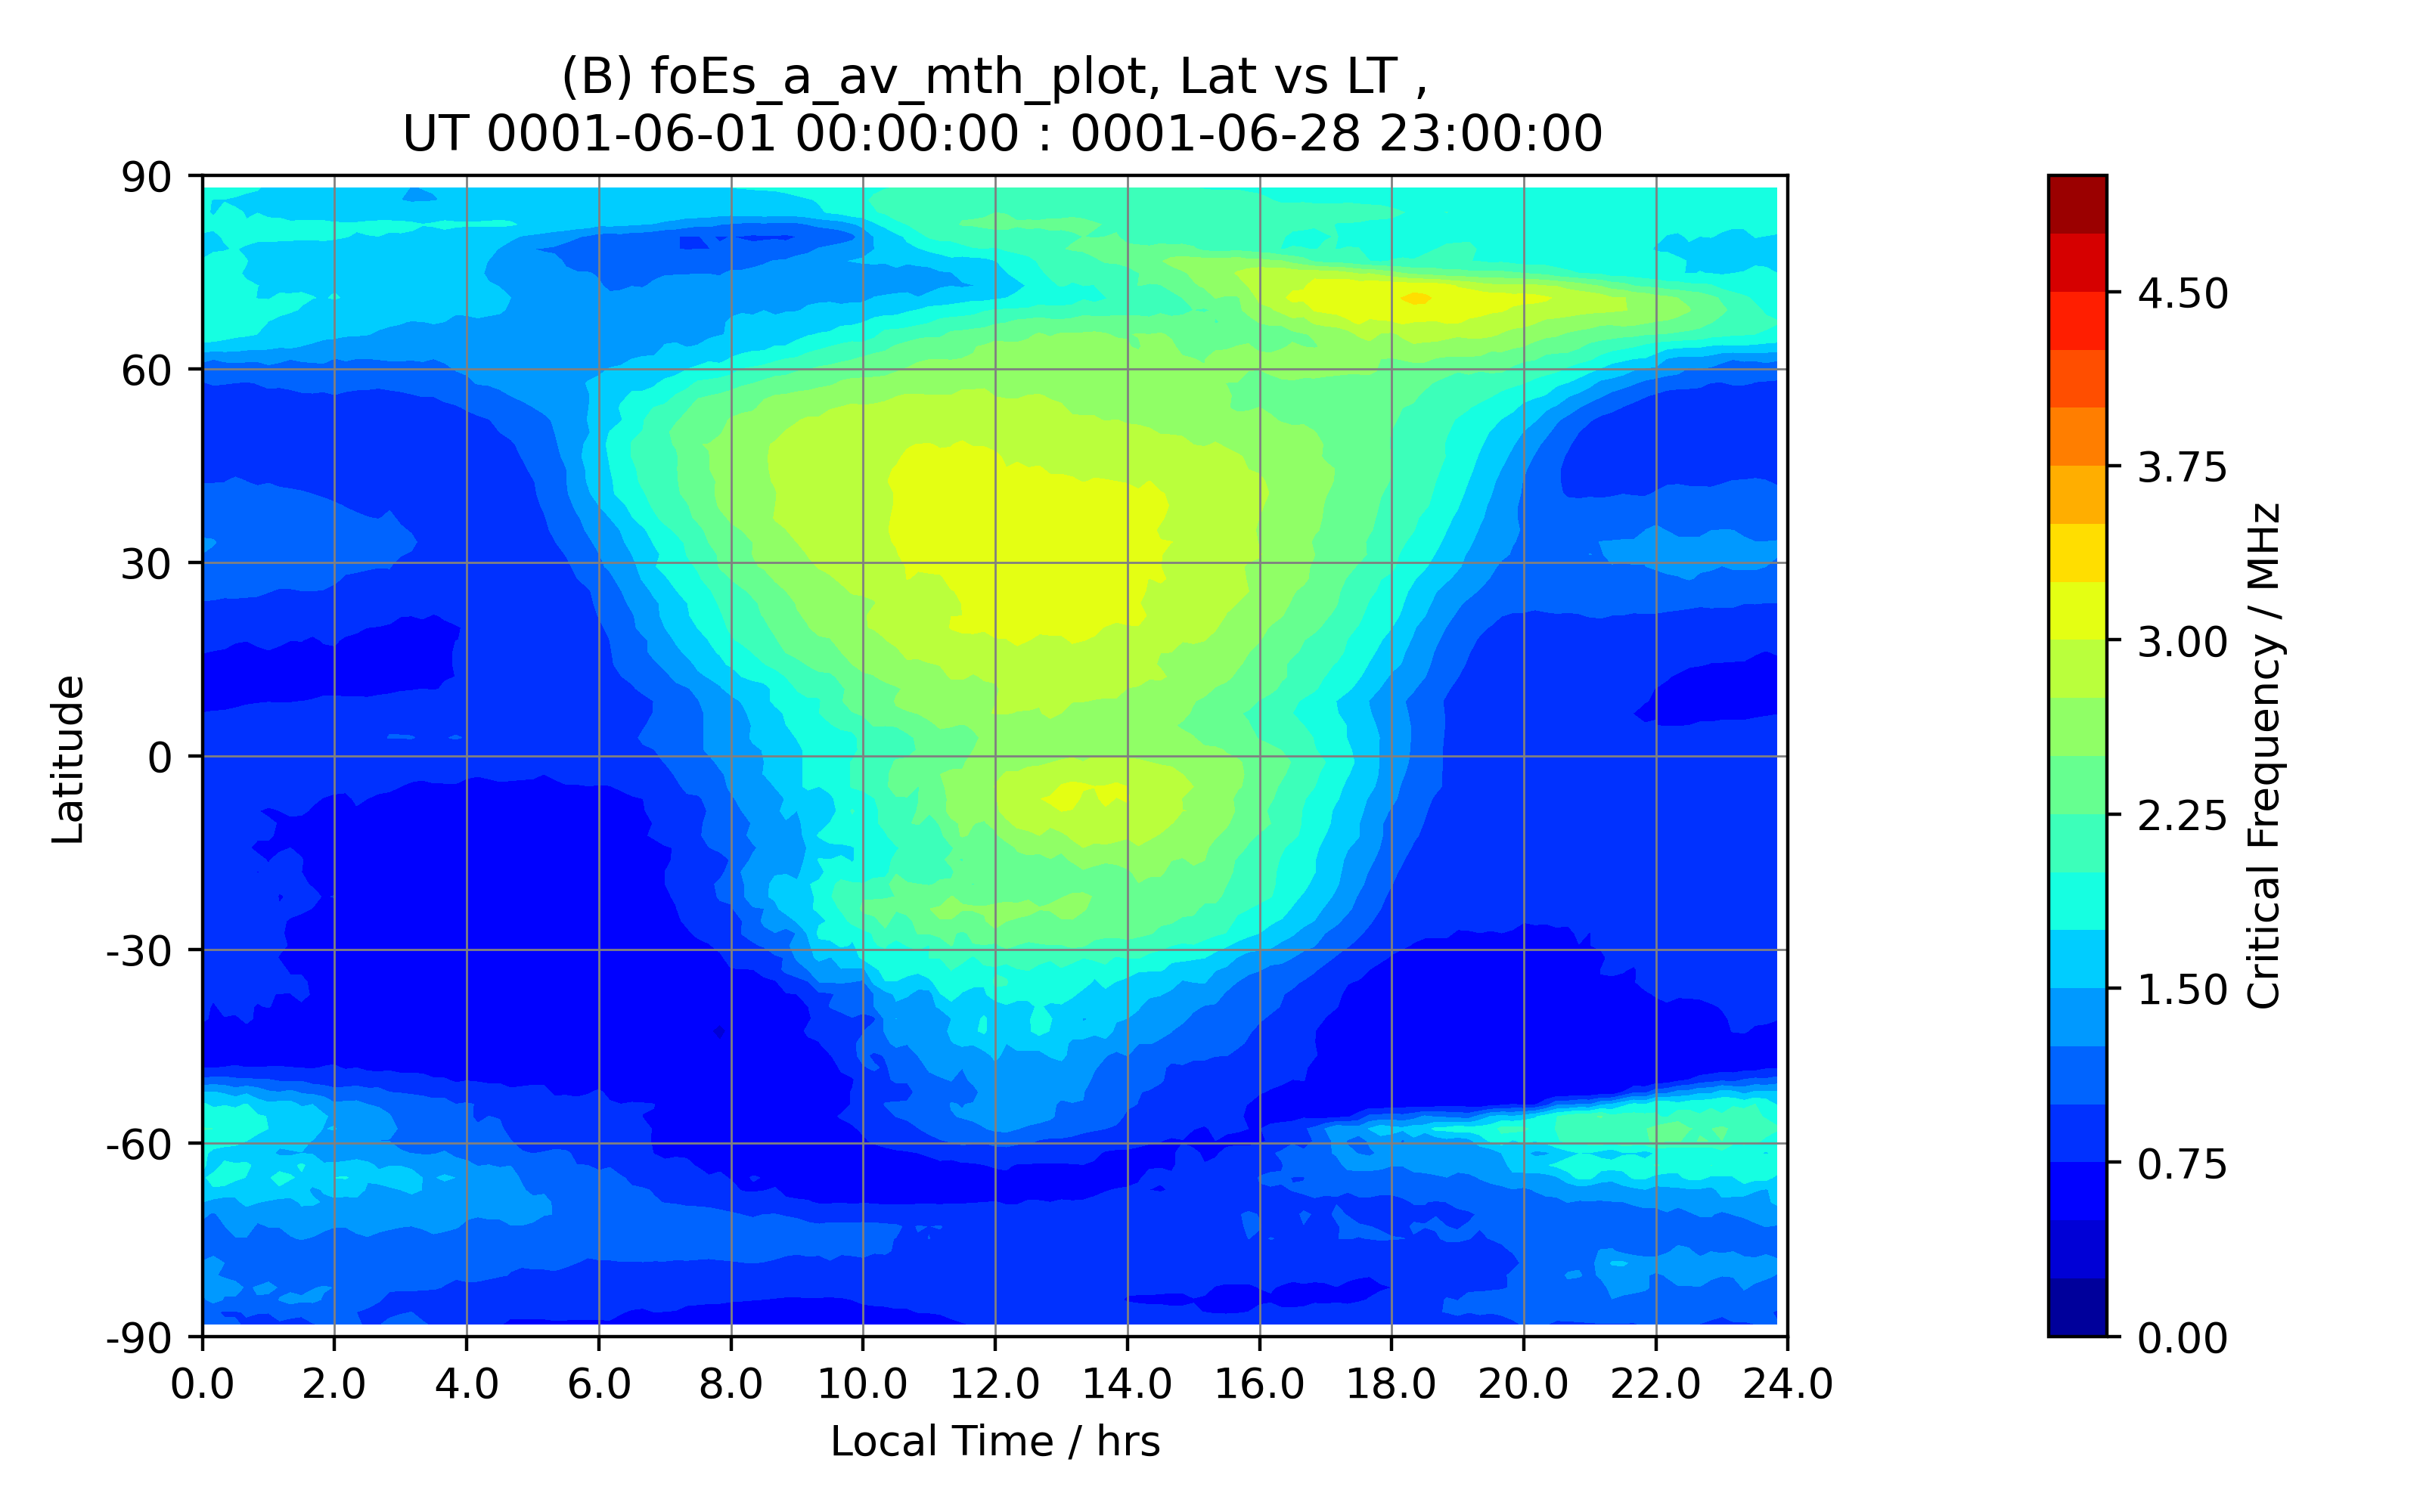 (B) foEs_a_av_mth_plot, Lat vs LT ,
UT 0001-06-01 00:00:00 : 0001-06-28 23:00:00
90
60
30
0
-30
-60
-90
Latitude
0.0 2.0 4.0 6.0 8.0 10.0 12.0 14.0 16.0 18.0 20.0 22.0 24.0
Local Time / hrs
4.50
3.75
3.00
2.25
1.50
0.75
0.00
Critical Frequency / MHz